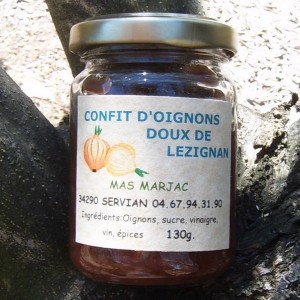 CONFIT D'OIGNONS
DOUX DE
LEZIGNAN
MAS MARJAC
34290 SERVIAN 04.67.94.31.90
Ingrédients:Oignons, sucre, vinaigre,
vin, épices 130g.